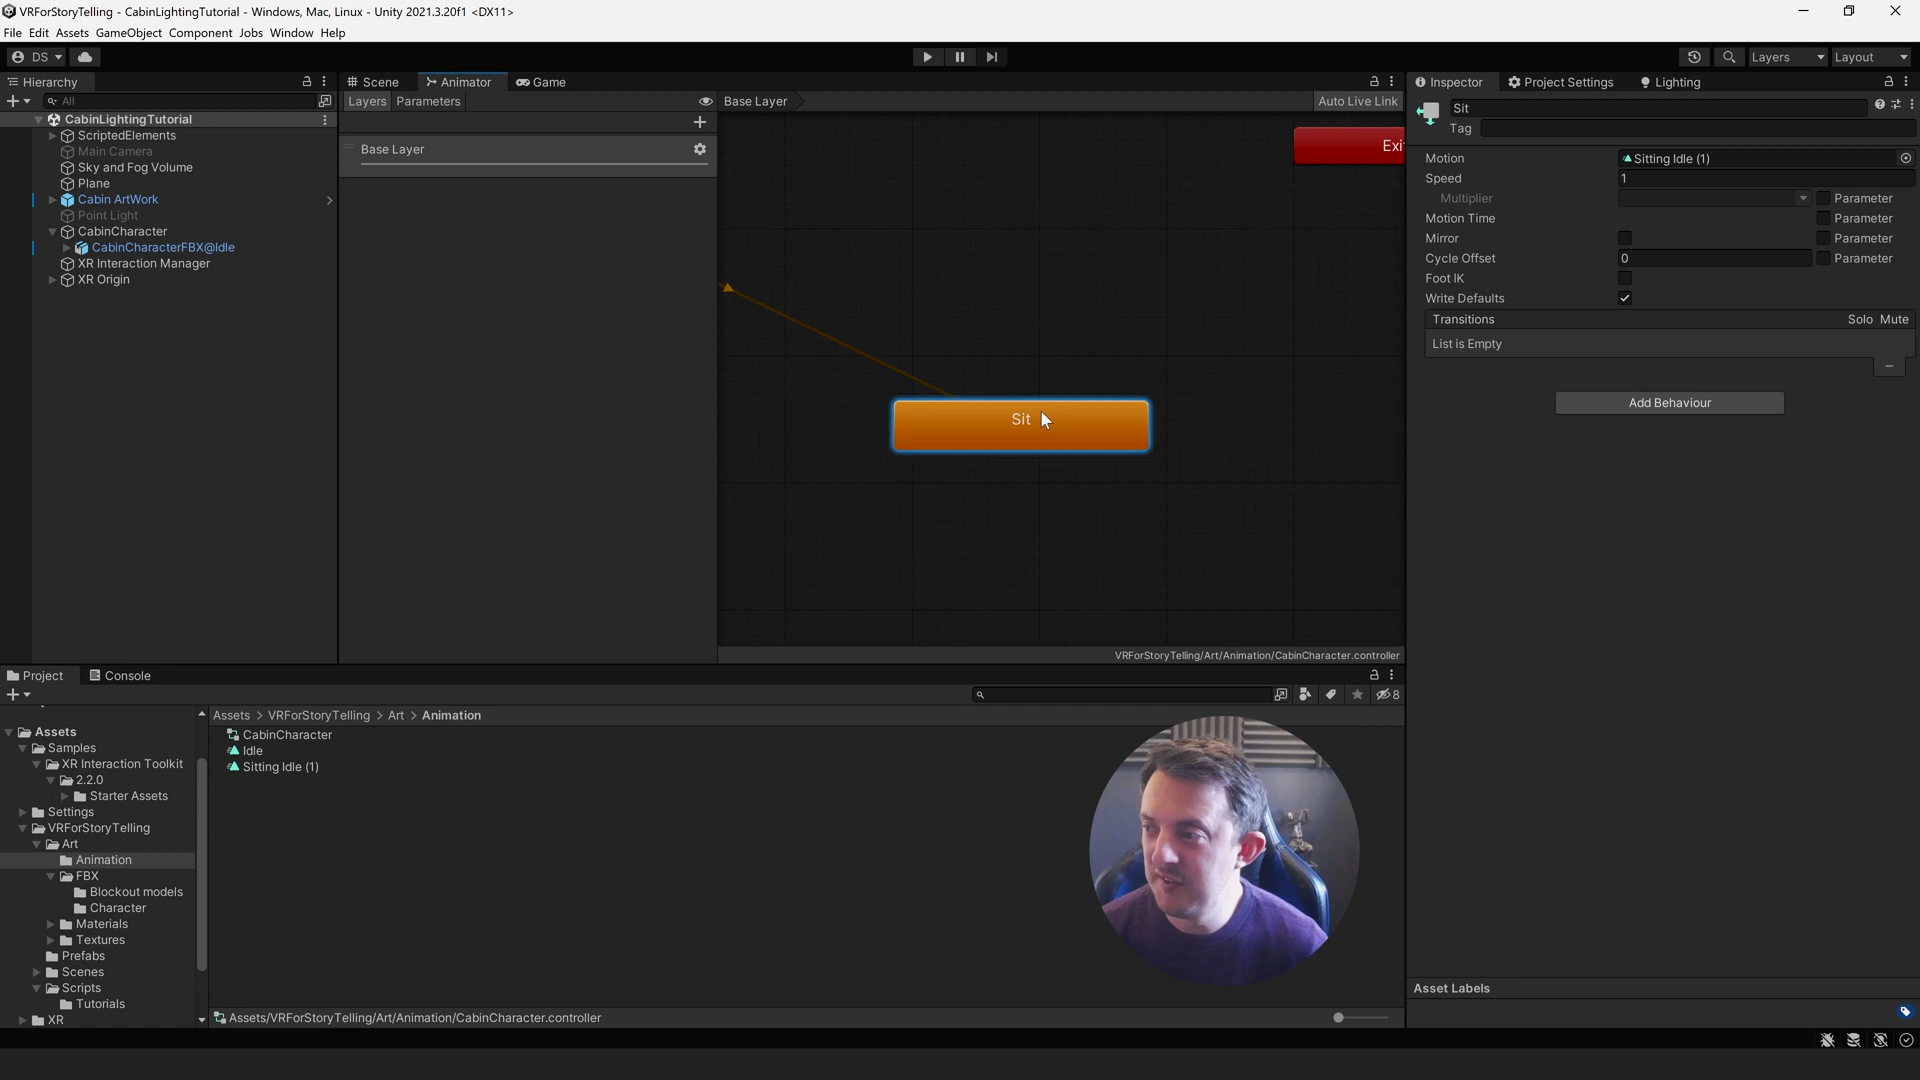 VRForStoryTelling - CabinLightingTutorial - Windows, Mac, Linux - Unity 2021.3.20f1 <DX11>
File Edit Assets GameObject Component Jobs Window Help
DS
Layers
Layout
Hierarchy
All
CabinLightingTutorial
ScriptedElements
Main Camera
Sky and Fog Volume
Plane
Cabin ArtWork
Point Light
CabinCharacter
CabinCharacterFBX@Idle
XR Interaction Manager
XR Origin
Scene
Animator
Game
Layers
Parameters
Base Layer
Auto Live Link
Base Layer
Exi
Sit
VRForStoryTelling/Art/Animation/CabinCharacter.controller
Inspector
Project Settings
Lighting
Sit
Tag
Motion
Sitting Idle (1)
Speed
1
Multiplier
Parameter
Motion Time
Parameter
Mirror
Parameter
Cycle Offset
0
Parameter
Foot IK
Write Defaults
Transitions
Solo Mute
List is Empty
Add Behaviour
Asset Labels
Project
Console
8
Assets
Samples
XR Interaction Toolkit
2.2.0
Starter Assets
Settings
VRForStoryTelling
Art
Animation
FBX
Blockout models
Character
Materials
Textures
Prefabs
Scenes
Scripts
Tutorials
XR
Assets > VRForStoryTelling > Art > Animation
CabinCharacter
Idle
Sitting Idle (1)
Assets/VRForStoryTelling/Art/Animation/CabinCharacter.controller